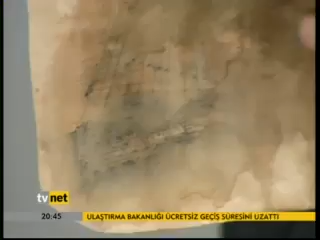 tvnet
20:45 ULAŞTIRMA BAKANLIĞI ÜCRETSİZ GEÇİŞ SÜRESİNİ UZATTI